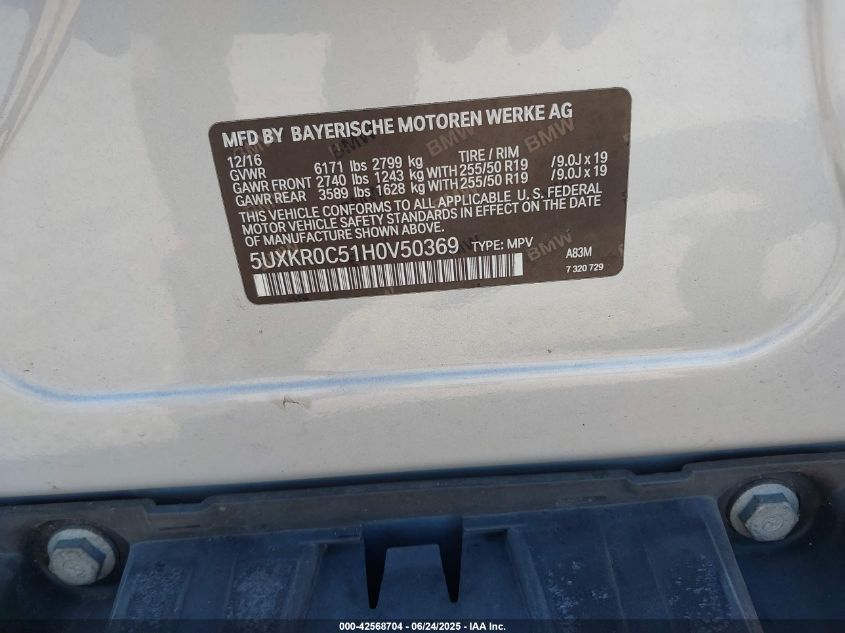 MFD BY BAYERISCHE MOTOREN WERKE AG
12/16 TIRE / RIM
GVWR 6171 lbs 2799 kg
GAWR FRONT 2740 lbs 1243 kg WITH 255/50 R19 /9.0J x 19
GAWR REAR 3589 lbs 1628 kg WITH 255/50 R19 /9.0J x 19
THIS VEHICLE CONFORMS TO ALL APPLICABLE U. S. FEDERAL
MOTOR VEHICLE SAFETY STANDARDS IN EFFECT ON THE DATE
OF MANUFACTURE SHOWN ABOVE.
5UXKR0C51H0V50369 TYPE: MPV A83M
7 320 729
000-42568704 / 06/24/2025 / IAA Inc.